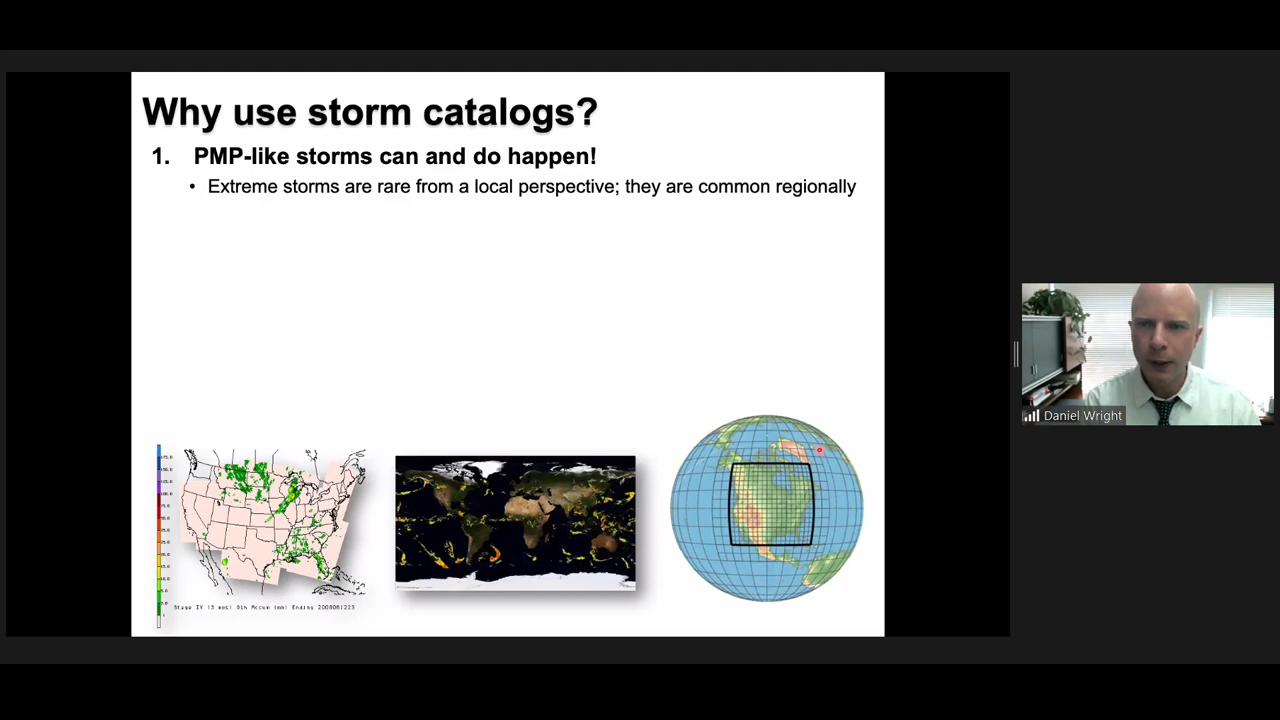 Why use storm catalogs?
1. PMP-like storms can and do happen!
• Extreme storms are rare from a local perspective; they are common regionally
Daniel Wright